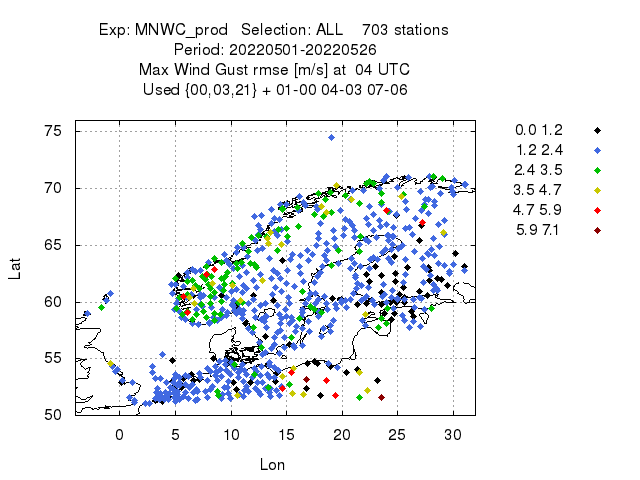 Exp: MNWC_prod   Selection: ALL    703 stations
Period: 20220501-20220526
Max Wind Gust rmse [m/s] at  04 UTC
Used {00,03,21} + 01-00 04-03 07-06
0.0 1.2
1.2 2.4
2.4 3.5
3.5 4.7
4.7 5.9
5.9 7.1
75
70
65
60
55
50
Lat
0 5 10 15 20 25 30
Lon